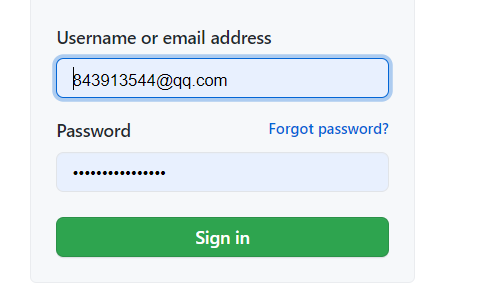 Username or email address
843913544@qq.com
Password Forgot password?
••••••••••••••••
Sign in